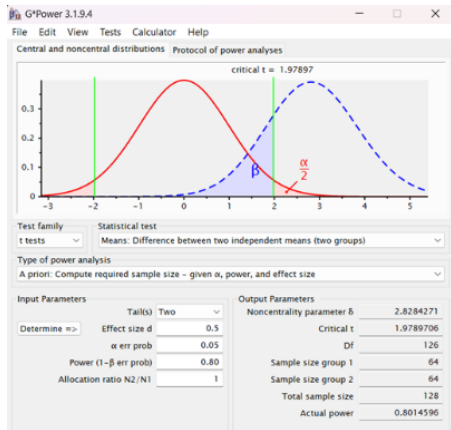 G*Power 3.1.9.4
File Edit View Tests Calculator Help
Central and noncentral distributions Protocol of power analyses
critical t = 1.97897
0.3
0.2
0.1
0
-3 -2 -1 0 1 2 3 4 5
β
α
2
Test family Statistical test
t tests Means: Difference between two independent means (two groups)
Type of power analysis
A priori: Compute required sample size – given α, power, and effect size
Input Parameters Output Parameters
Tail(s) Two Noncentrality parameter δ 2.8284271
Determine => Effect size d 0.5 Critical t 1.9789706
α err prob 0.05 Df 126
Power (1-β err prob) 0.80 Sample size group 1 64
Allocation ratio N2/N1 1 Sample size group 2 64
Total sample size 128
Actual power 0.8014596